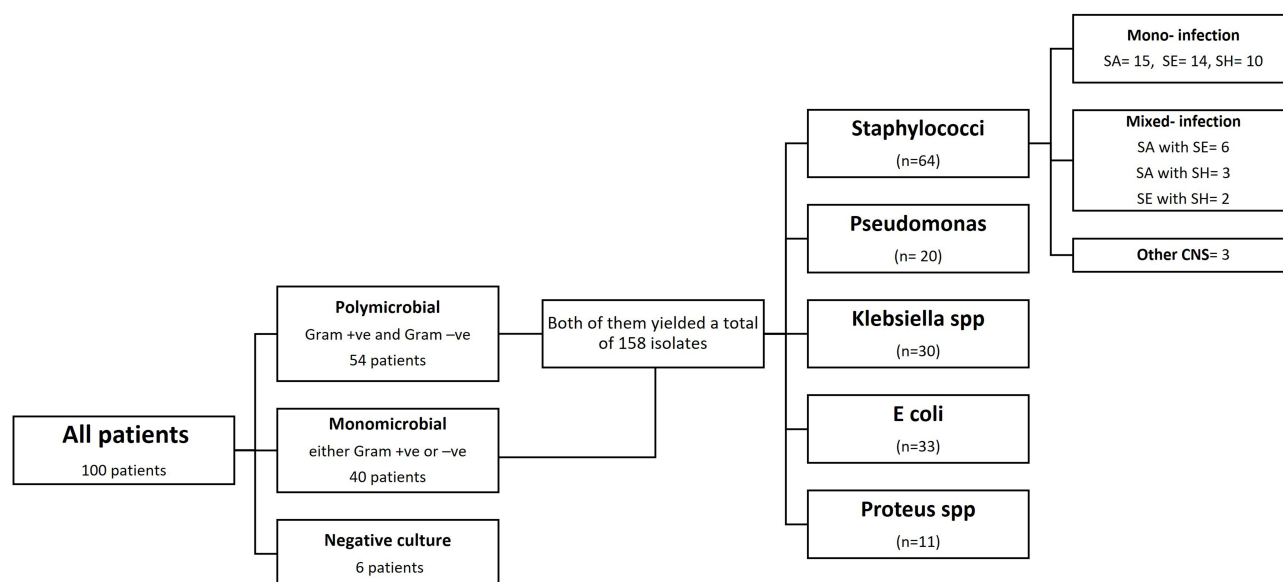 All patients
100 patients
Polymicrobial
Gram +ve and Gram –ve
54 patients
Monomicrobial
either Gram +ve or –ve
40 patients
Negative culture
6 patients
Both of them yielded a total
of 158 isolates
Staphylococci
(n=64)
Pseudomonas
(n= 20)
Klebsiella spp
(n=30)
E coli
(n=33)
Proteus spp
(n=11)
Mono- infection
SA= 15,  SE= 14, SH= 10
Mixed- infection
SA with SE= 6
SA with SH= 3
SE with SH= 2
Other CNS= 3